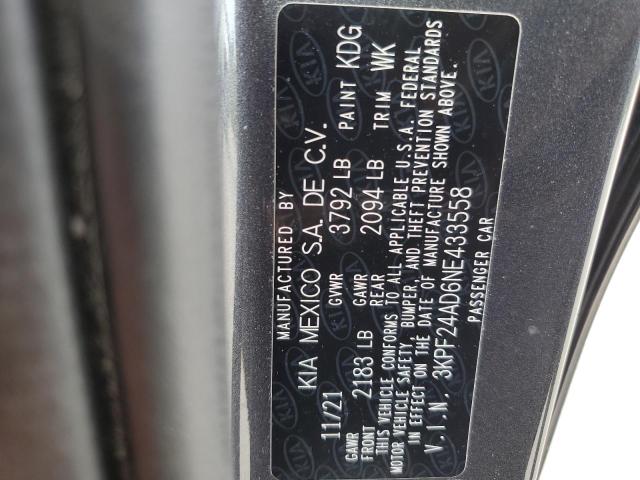 MANUFACTURED BY
KIA MEXICO S.A. DE C.V.
11/21 GVWR 3792 LB PAINT KDG
GAWR FRONT 2183 LB GAWR REAR 2094 LB TRIM WK
THIS VEHICLE CONFORMS TO ALL APPLICABLE U.S.A. FEDERAL
MOTOR VEHICLE SAFETY, BUMPER, AND THEFT PREVENTION STANDARDS
IN EFFECT ON THE DATE OF MANUFACTURE SHOWN ABOVE.
V.I.N. 3KPF24AD6NE433558
PASSENGER CAR